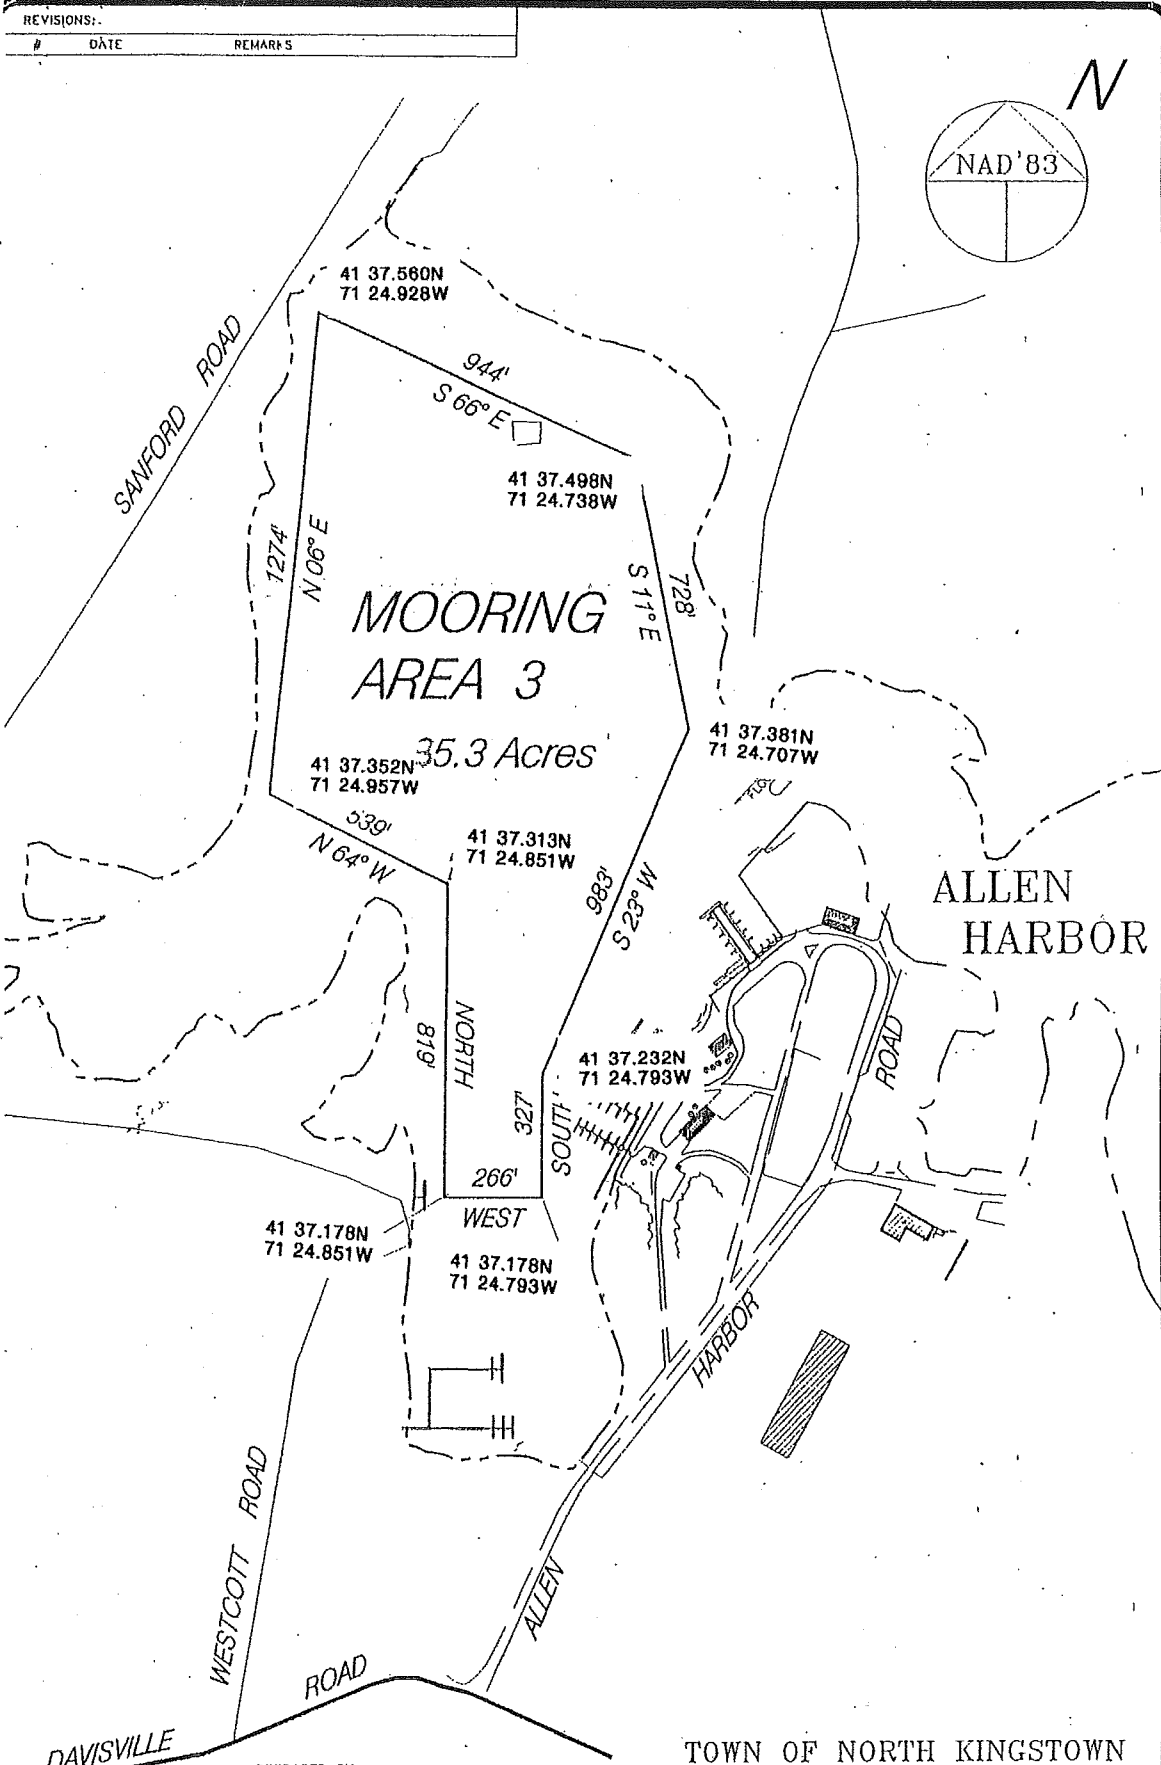 REVISIONS:
# DATE REMARKS
N
NAD'83
41 37.560N
71 24.928W
SANFORD ROAD
944'
S 66° E
41 37.498N
71 24.738W
1274'
N 06° E
728'
S 11° E
MOORING
AREA 3
35.3 Acres
41 37.381N
71 24.707W
41 37.352N
71 24.957W
539'
N 64° W
41 37.313N
71 24.851W
983'
S 23° W
ALLEN
HARBOR
819'
NORTH
41 37.232N
71 24.793W
327'
SOUTH
266'
WEST
41 37.178N
71 24.851W
41 37.178N
71 24.793W
ALLEN HARBOR ROAD
WESTCOTT ROAD
DAVISVILLE ROAD
TOWN OF NORTH KINGSTOWN